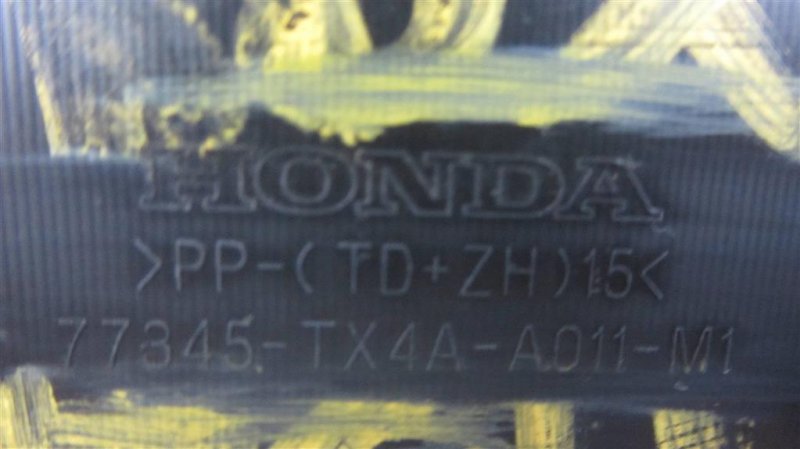 HONDA
>PP-(TD+ZH)15<
77345-TX4A-A011-M1